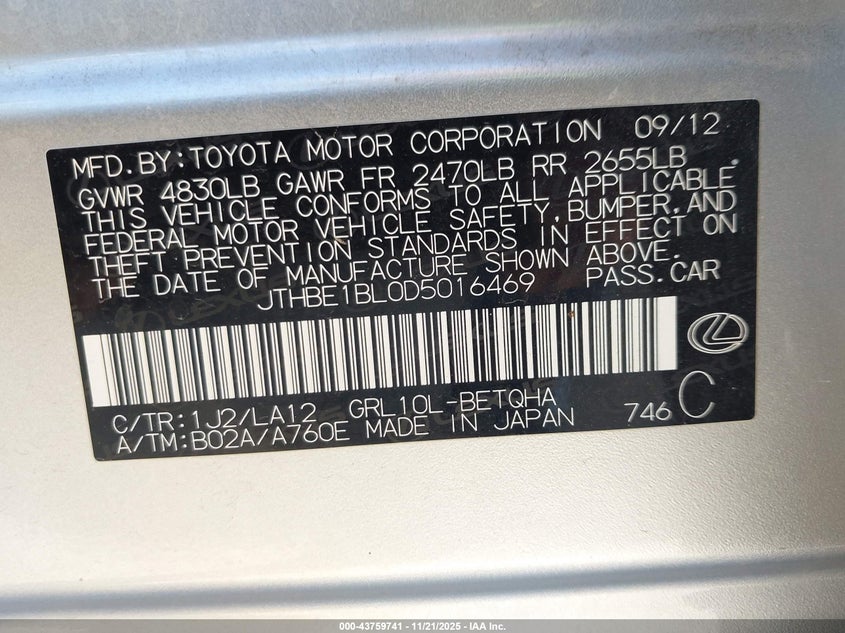 MFD. BY: TOYOTA MOTOR CORPORATION 09/12
GVWR 4830LB GAWR FR 2470LB RR 2655LB
THIS VEHICLE CONFORMS TO ALL APPLICABLE
FEDERAL MOTOR VEHICLE SAFETY, BUMPER, AND
THEFT PREVENTION STANDARDS IN EFFECT ON
THE DATE OF MANUFACTURE SHOWN ABOVE.
JTHBE1BL0D5016469 PASS. CAR
C/TR: 1J2/LA12 GRL10L-BETQHA
A/TM: B02A/A760E MADE IN JAPAN 746 C
000-43759741 - 11/21/2025 - IAA Inc.